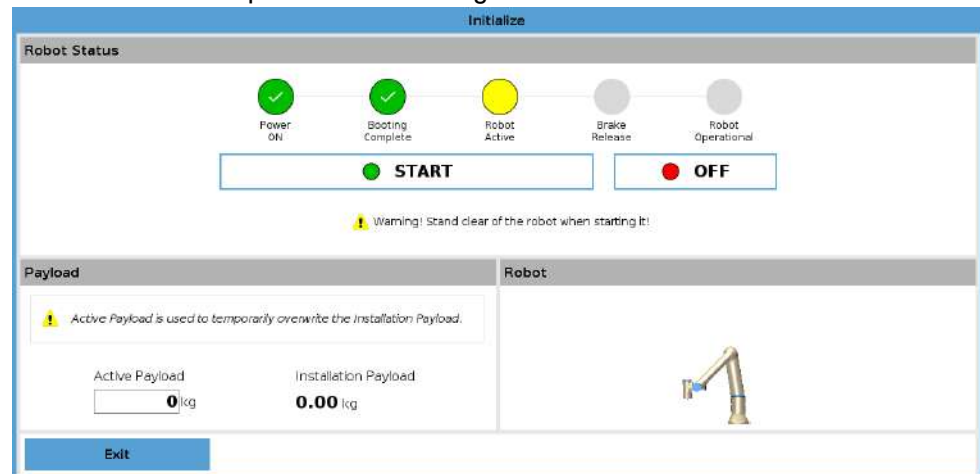 Initialize
Robot Status
Power
ON
Booting
Complete
Robot
Active
Brake
Release
Robot
Operational
START
OFF
Warning! Stand clear of the robot when starting it!
Payload
Robot
Active Payload is used to temporarily overwrite the Installation Payload.
Active Payload
Installation Payload
0 kg
0.00 kg
Exit